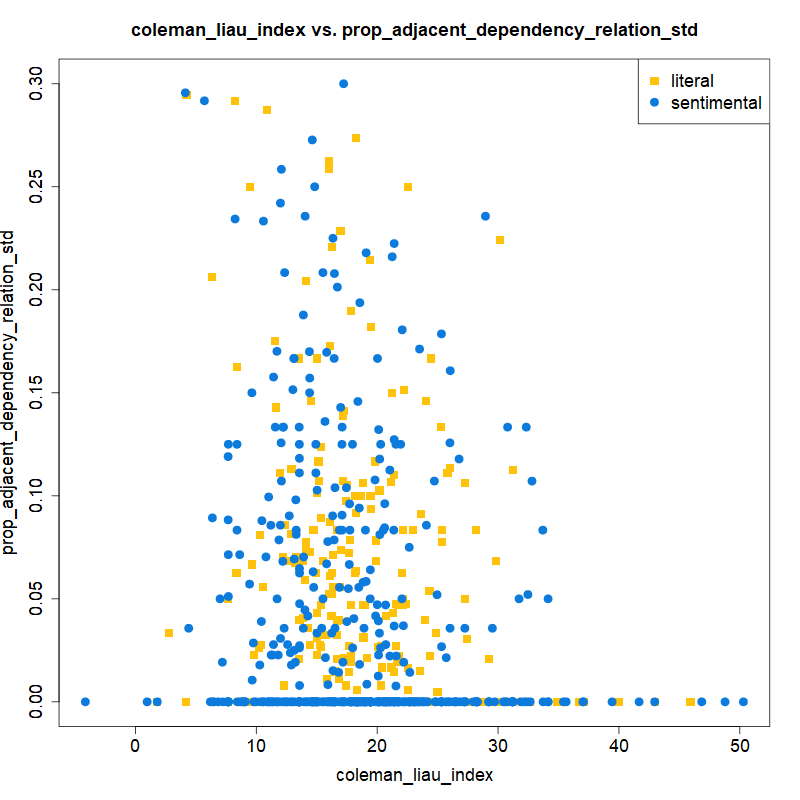 coleman_liau_index vs. prop_adjacent_dependency_relation_std
literal
sentimental
prop_adjacent_dependency_relation_std
0.30
0.25
0.20
0.15
0.10
0.05
0.00
0 10 20 30 40 50
coleman_liau_index